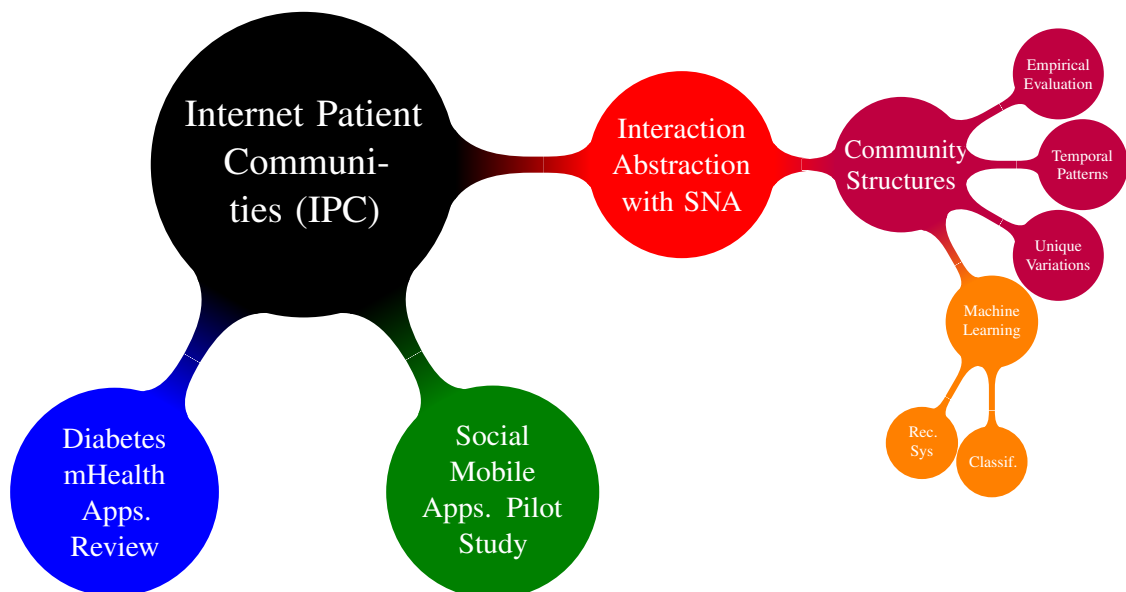 Internet Patient
Communi-
ties (IPC)
Interaction
Abstraction
with SNA
Community
Structures
Empirical
Evaluation
Temporal
Patterns
Unique
Variations
Machine
Learning
Rec.
Sys
Classif.
Diabetes
mHealth
Apps.
Review
Social
Mobile
Apps. Pilot
Study